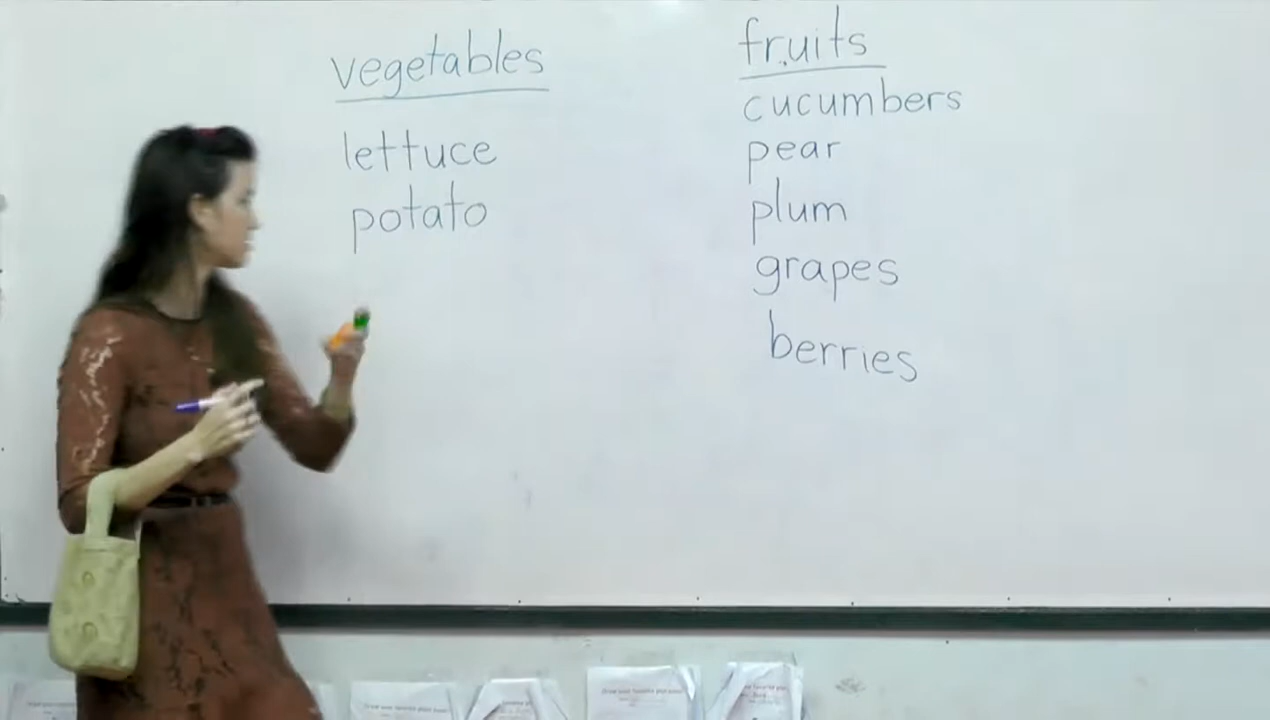 vegetables
lettuce
potato
fruits
cucumbers
pear
plum
grapes
berries